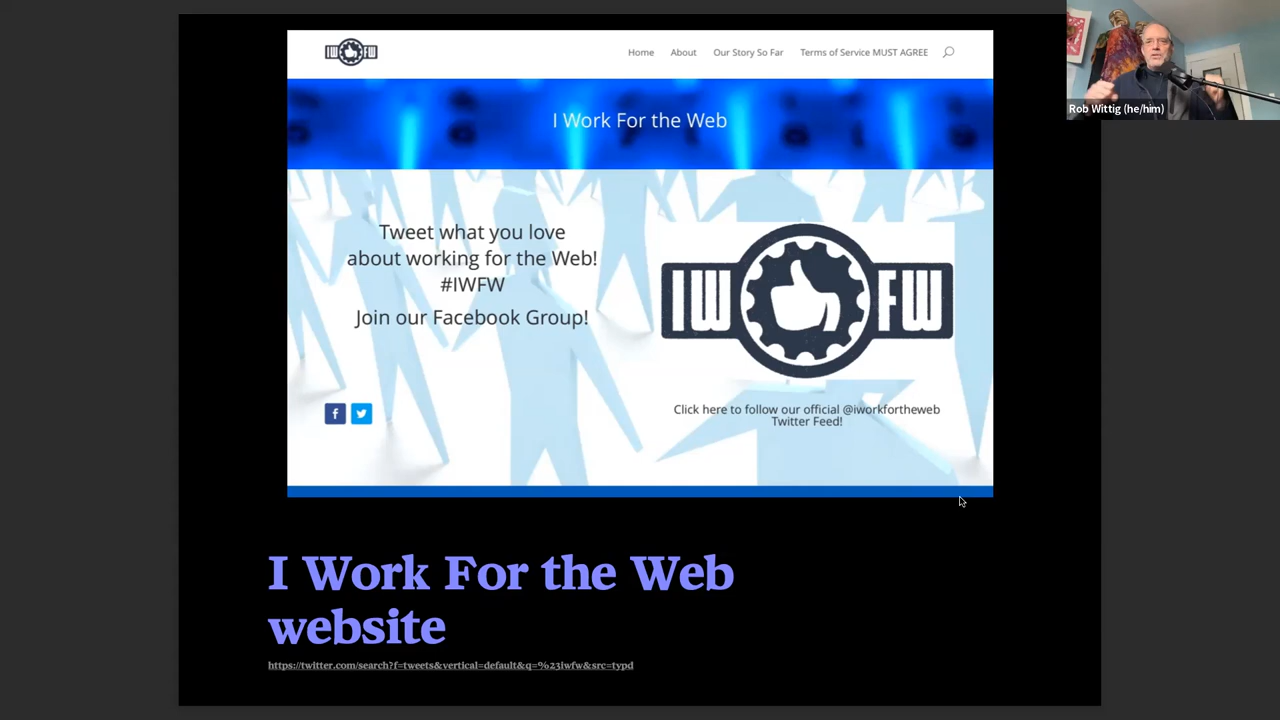 IW FW
Home About Our Story So Far Terms of Service MUST AGREE
Rob Wittig (he/him)
I Work For the Web
Tweet what you love
about working for the Web!
#IWFW
Join our Facebook Group!
IW FW
Click here to follow our official @iworkfortheweb
Twitter Feed!
I Work For the Web
website
https://twitter.com/search?f=tweets&vertical=default&q=%23iwfw&src=typd